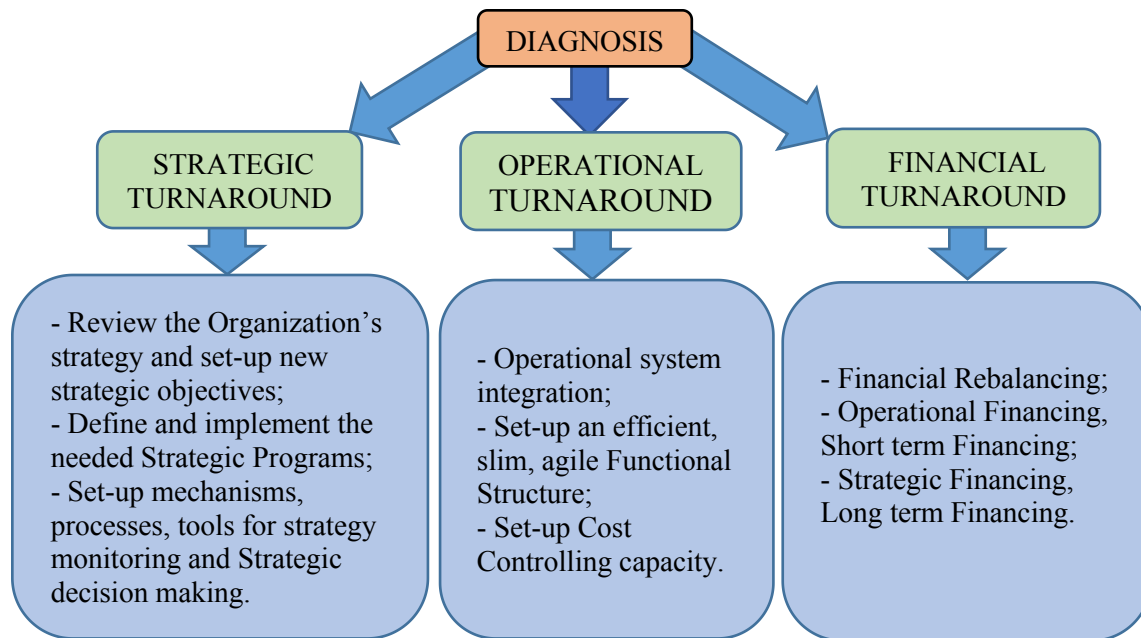 DIAGNOSIS
STRATEGIC
TURNAROUND
OPERATIONAL
TURNAROUND
FINANCIAL
TURNAROUND
- Review the Organization’s
strategy and set-up new
strategic objectives;
- Define and implement the
needed Strategic Programs;
- Set-up mechanisms,
processes, tools for strategy
monitoring and Strategic
decision making.
- Operational system
integration;
- Set-up an efficient,
slim, agile Functional
Structure;
- Set-up Cost
Controlling capacity.
- Financial Rebalancing;
- Operational Financing,
Short term Financing;
- Strategic Financing,
Long term Financing.